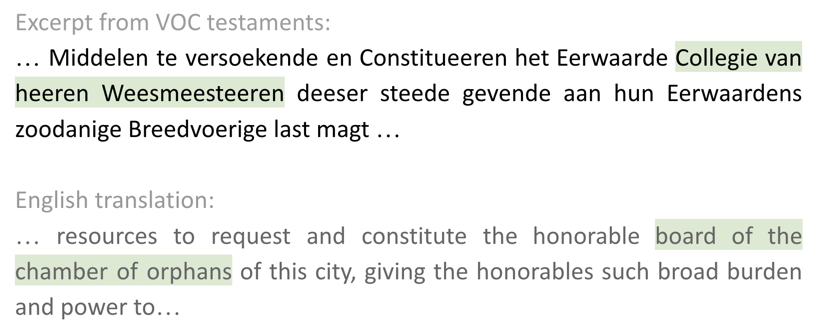 Excerpt from VOC testaments:
… Middelen te versoekende en Constitueeren het Eerwaarde Collegie van
heeren Weesmeesteeren deeser steede gevende aan hun Eerwaardens
zoodanige Breedvoerige last magt …
English translation:
… resources to request and constitute the honorable board of the
chamber of orphans of this city, giving the honorables such broad burden
and power to…